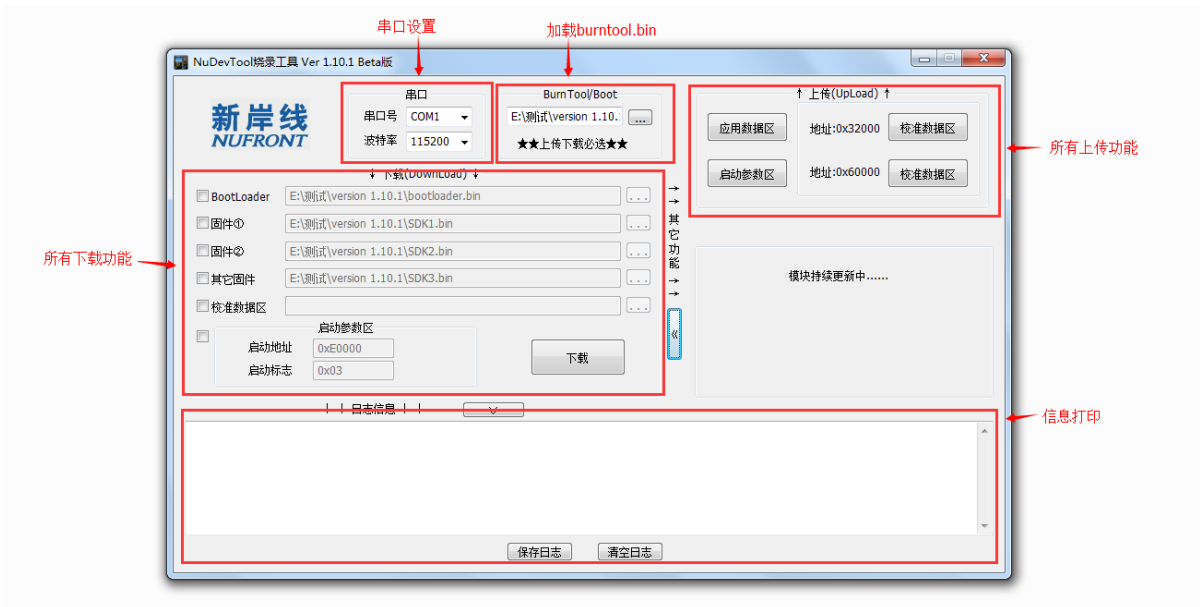 串口设置
加载burntool.bin
NuDevTool烧录工具 Ver 1.10.1 Beta版
新岸线
NUFRONT
串口
串口号 COM1
波特率 115200
BurnTool/Boot
E:\测试\version 1.10.: ...
★★上传下载必选★★
↑ 上传(UpLoad) ↑
应用数据区 地址:0x32000 校准数据区
启动参数区 地址:0x60000 校准数据区
所有上传功能
↓ 下载(DownLoad) ↓
BootLoader E:\测试\version 1.10.1\bootloader.bin ...
固件① E:\测试\version 1.10.1\SDK1.bin ...
固件② E:\测试\version 1.10.1\SDK2.bin ...
其它固件 E:\测试\version 1.10.1\SDK3.bin ...
校准数据区 ...
启动参数区
启动地址 0xE0000
启动标志 0x03
下载
所有下载功能
→
→
其
它
功
能
→
→
《
模块持续更新中......
日志信息
信息打印
保存日志 清空日志